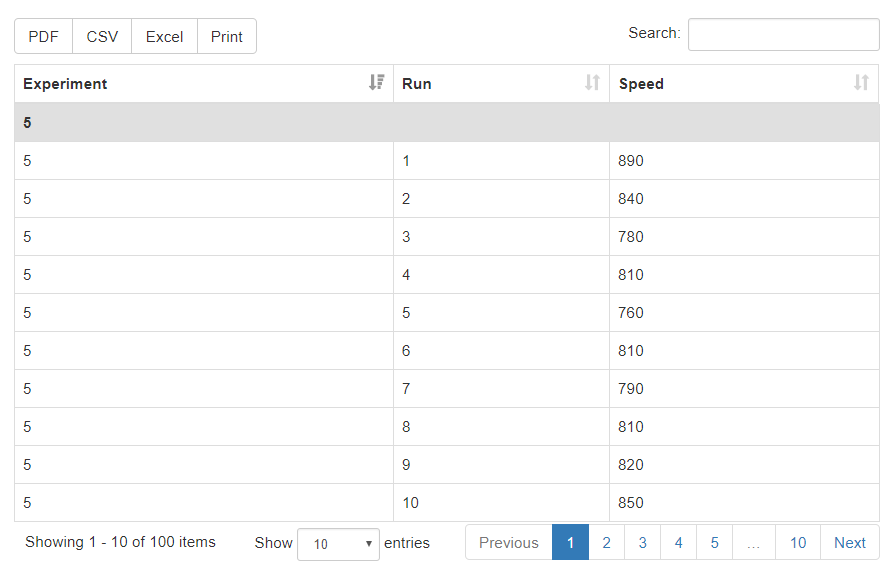 PDF CSV Excel Print Search:
Experiment Run Speed
5
5 1 890
5 2 840
5 3 780
5 4 810
5 5 760
5 6 810
5 7 790
5 8 810
5 9 820
5 10 850
Showing 1 - 10 of 100 items Show 10 entries Previous 1 2 3 4 5 ... 10 Next